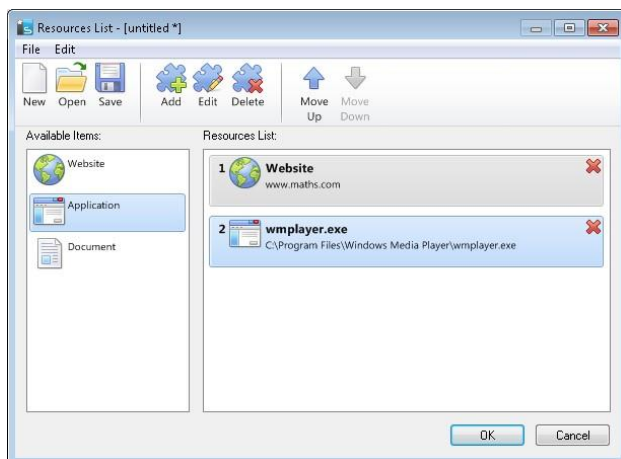 Resources List - [untitled *]
File Edit
New Open Save Add Edit Delete Move Up Move Down
Available Items:
Website
Application
Document
Resources List:
1 Website
www.maths.com
2 wmplayer.exe
C:\Program Files\Windows Media Player\wmplayer.exe
OK Cancel